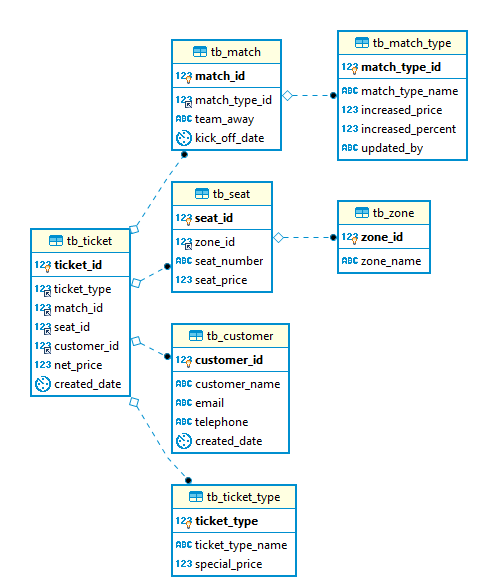 tb_match
123 match_id
123 match_type_id
ABC team_away
kick_off_date
tb_match_type
123 match_type_id
ABC match_type_name
123 increased_price
123 increased_percent
ABC updated_by
tb_seat
123 seat_id
123 zone_id
ABC seat_number
123 seat_price
tb_zone
123 zone_id
ABC zone_name
tb_ticket
123 ticket_id
123 ticket_type
123 match_id
123 seat_id
123 customer_id
123 net_price
created_date
tb_customer
123 customer_id
ABC customer_name
ABC email
ABC telephone
created_date
tb_ticket_type
123 ticket_type
ABC ticket_type_name
123 special_price